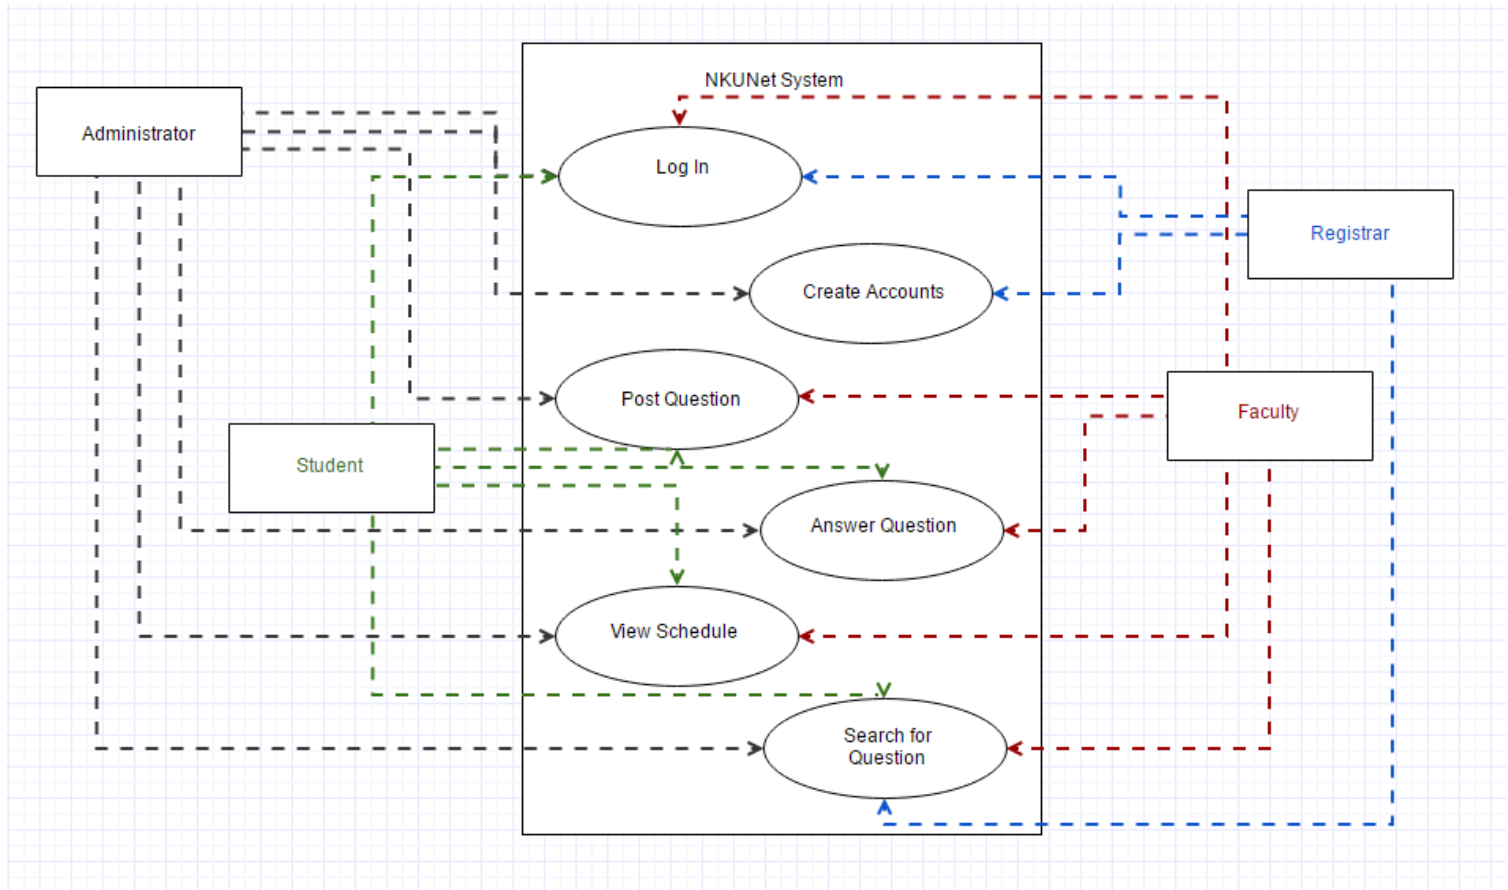 NKUNet System
Administrator
Log In
Registrar
Create Accounts
Post Question
Faculty
Student
Answer Question
View Schedule
Search for
Question